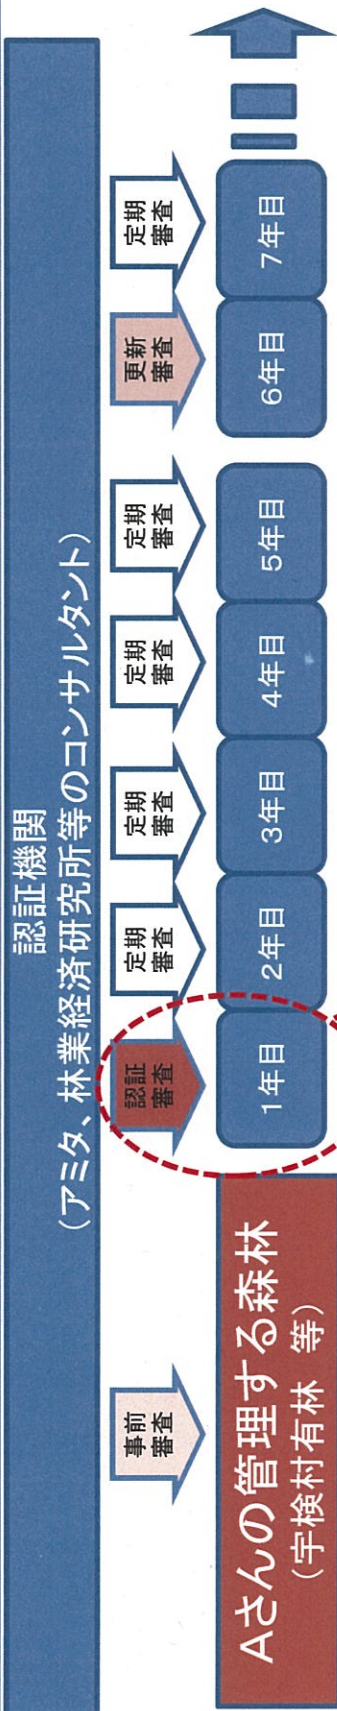 認証機関
（アミタ、林業経済研究所等のコンサルタント）
事前
審査
認証
審査
定期
審査
定期
審査
定期
審査
定期
審査
更新
審査
定期
審査
Aさんの管理する森林
（宇検村有林　等）
1年目
2年目
3年目
4年目
5年目
6年目
7年目